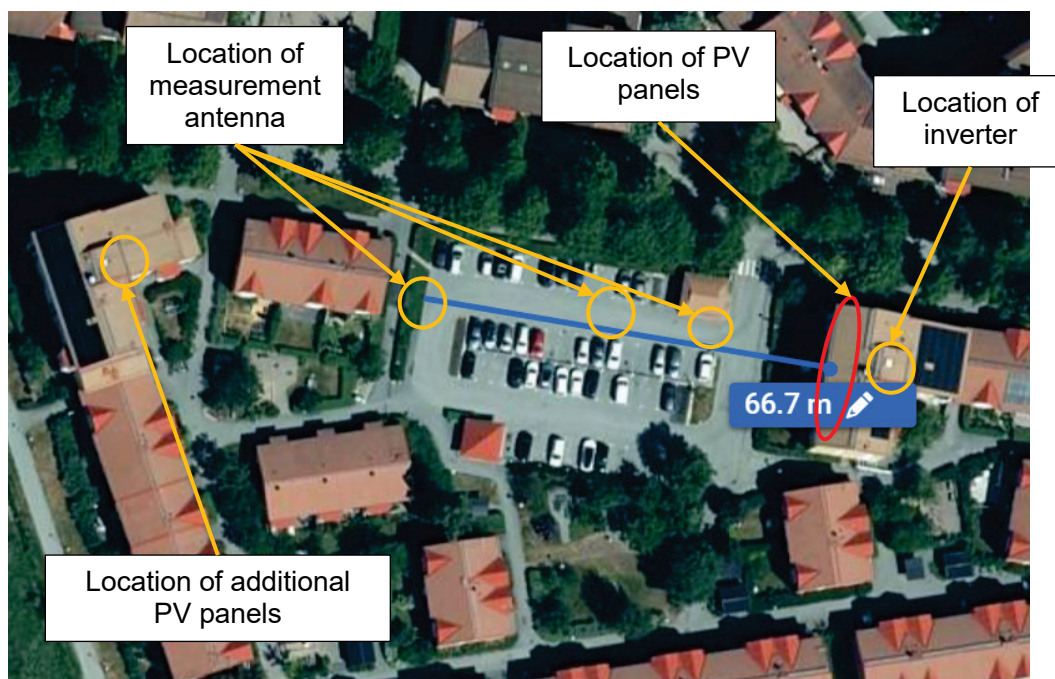 Location of
measurement
antenna
Location of PV
panels
Location of
inverter
66.7 m
Location of additional
PV panels